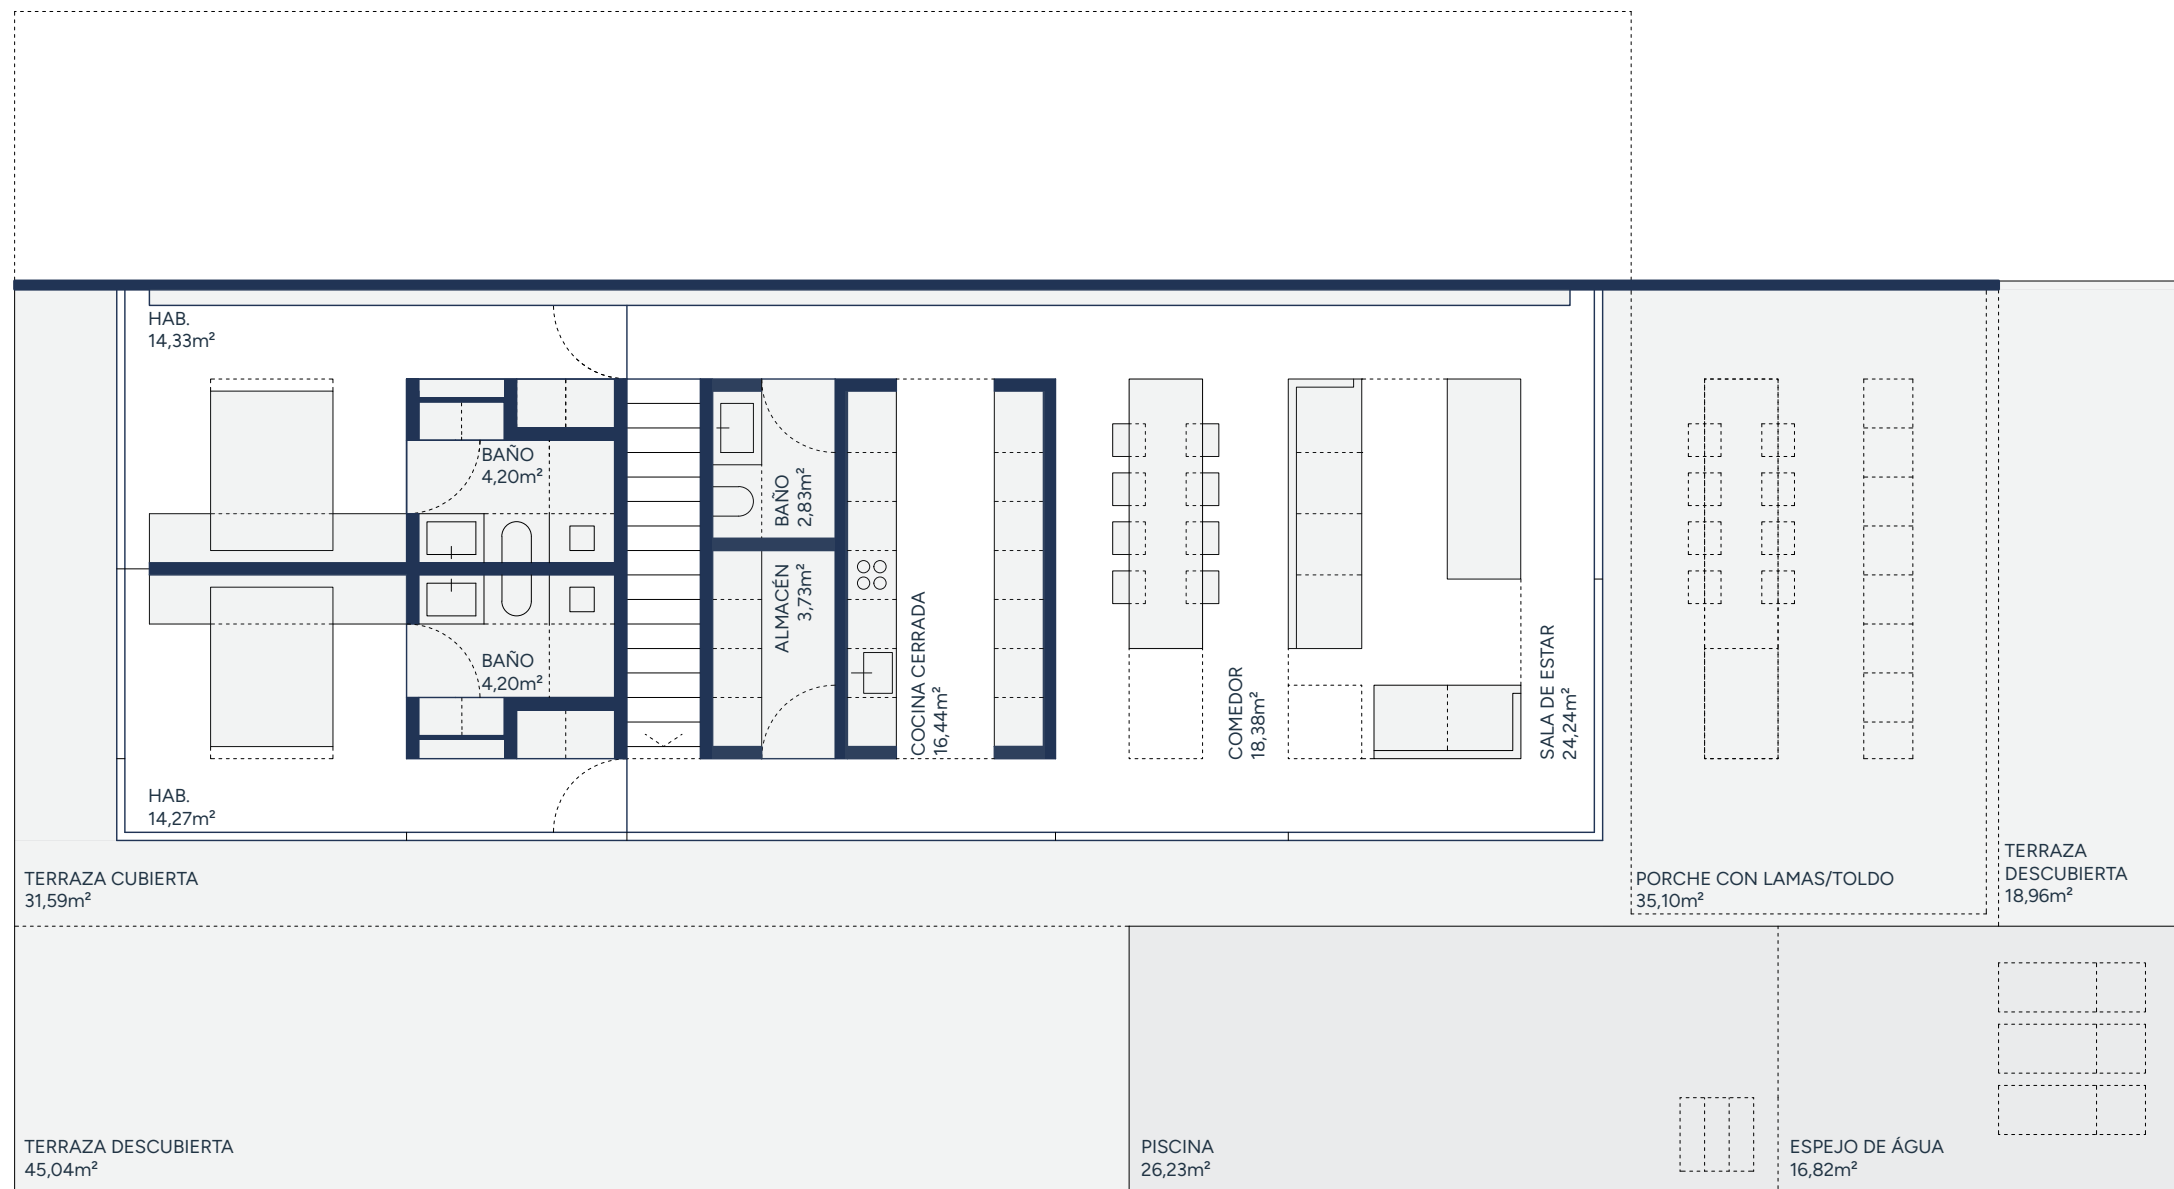 HAB.
14,33m²
BAÑO
4,20m²
BAÑO
2,83m²
ALMACÉN
3,73m²
COCINA CERRADA
16,44m²
COMEDOR
18,38m²
SALA DE ESTAR
24,24m²
BAÑO
4,20m²
HAB.
14,27m²
TERRAZA CUBIERTA
31,59m²
PORCHE CON LAMAS/TOLDO
35,10m²
TERRAZA
DESCUBIERTA
18,96m²
TERRAZA DESCUBIERTA
45,04m²
PISCINA
26,23m²
ESPEJO DE ÁGUA
16,82m²